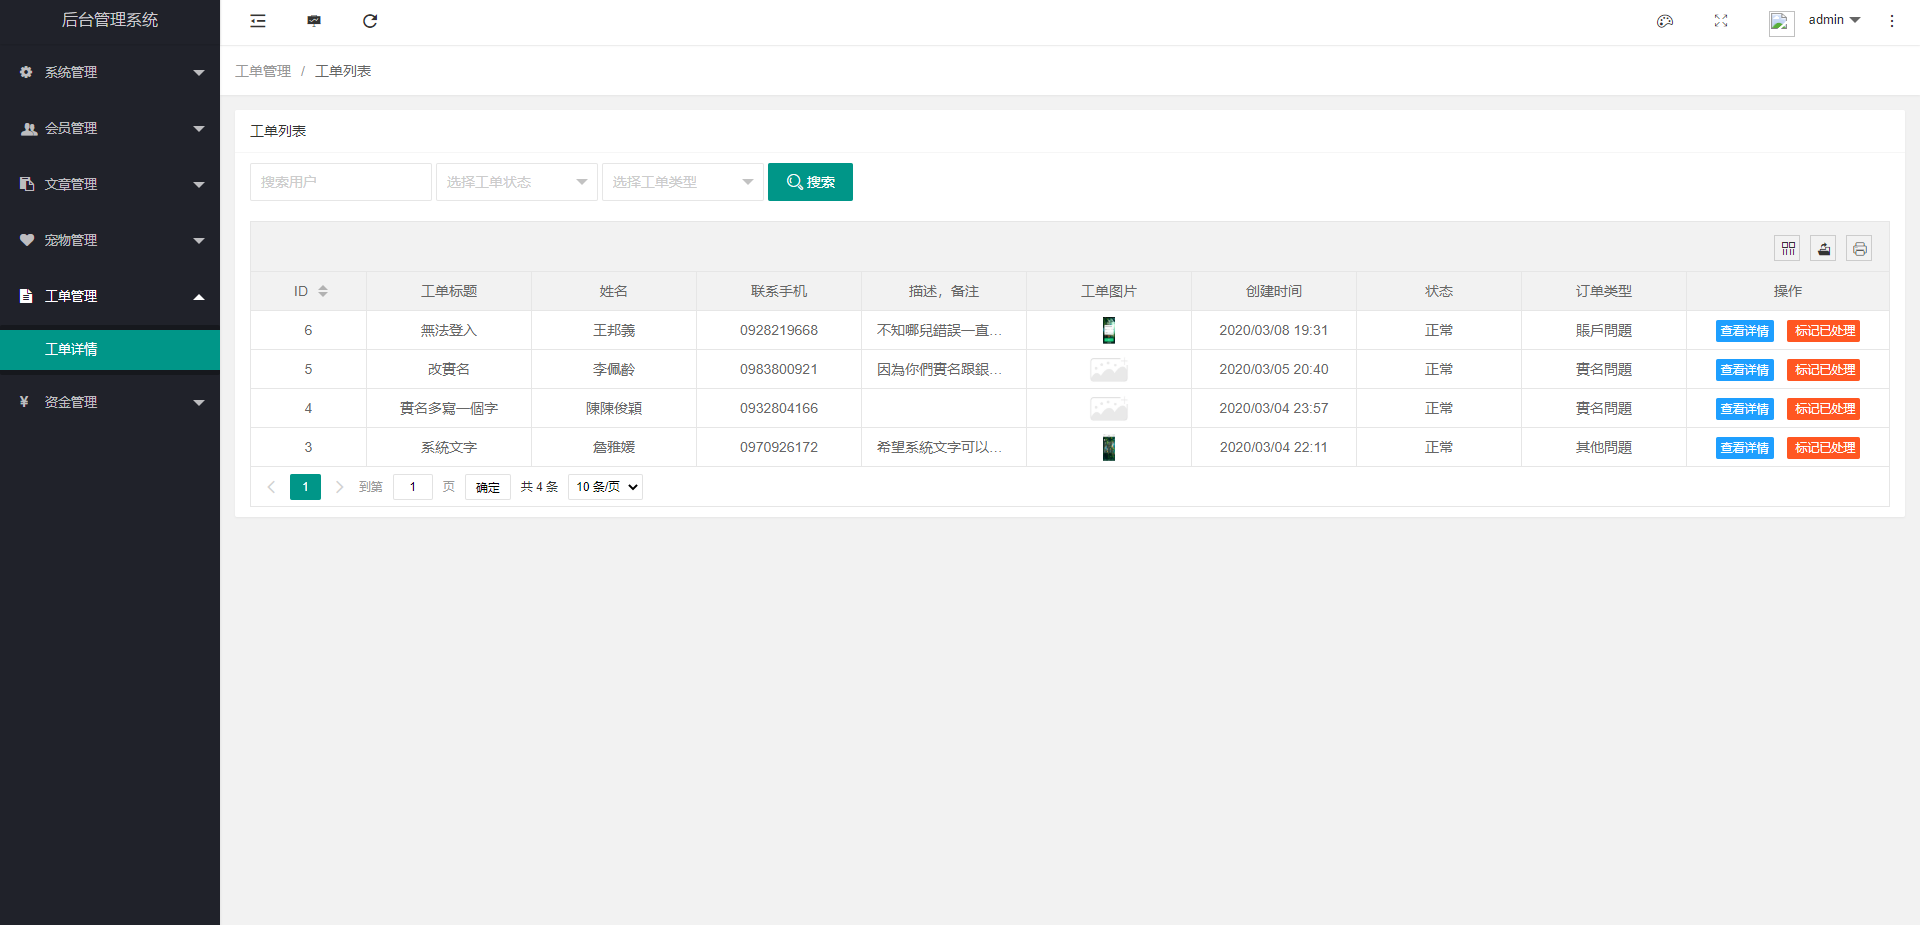 后台管理系统
系统管理
会员管理
文章管理
宠物管理
工单管理
工单详情
资金管理
admin
工单管理 / 工单列表
工单列表
搜索用户 选择工单状态 选择工单类型 搜索
ID 工单标题 姓名 联系手机 描述，备注 工单图片 创建时间 状态 订单类型 操作
6 無法登入 王邦義 0928219668 不知哪兒錯誤一直... 2020/03/08 19:31 正常 賬戶問題 查看详情 标记已处理
5 改實名 李佩齡 0983800921 因為你們實名跟銀... 2020/03/05 20:40 正常 實名問題 查看详情 标记已处理
4 實名多寫一個字 陳陳俊穎 0932804166 2020/03/04 23:57 正常 實名問題 查看详情 标记已处理
3 系統文字 詹雅媛 0970926172 希望系統文字可以... 2020/03/04 22:11 正常 其他問題 查看详情 标记已处理
1 到第 1 页 确定 共 4 条 10 条/页